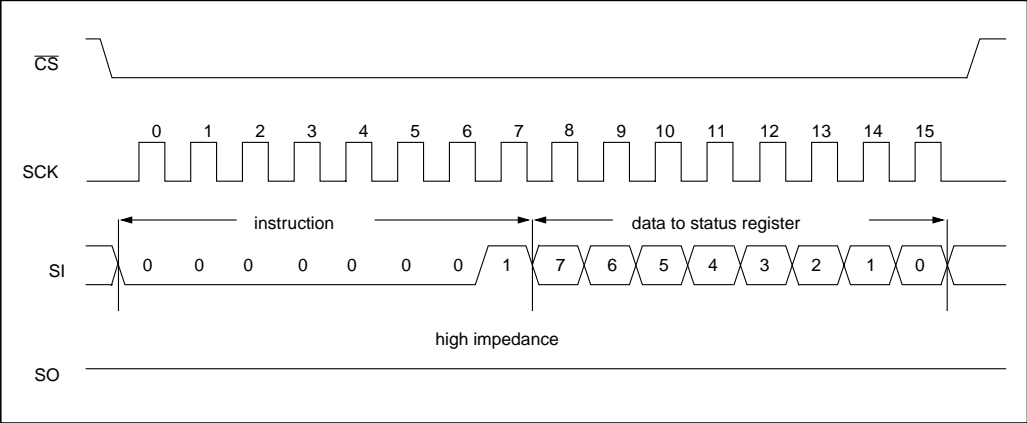 CS
0 1 2 3 4 5 6 7 8 9 10 11 12 13 14 15
SCK
instruction data to status register
SI 0 0 0 0 0 0 0 1 7 6 5 4 3 2 1 0
high impedance
SO